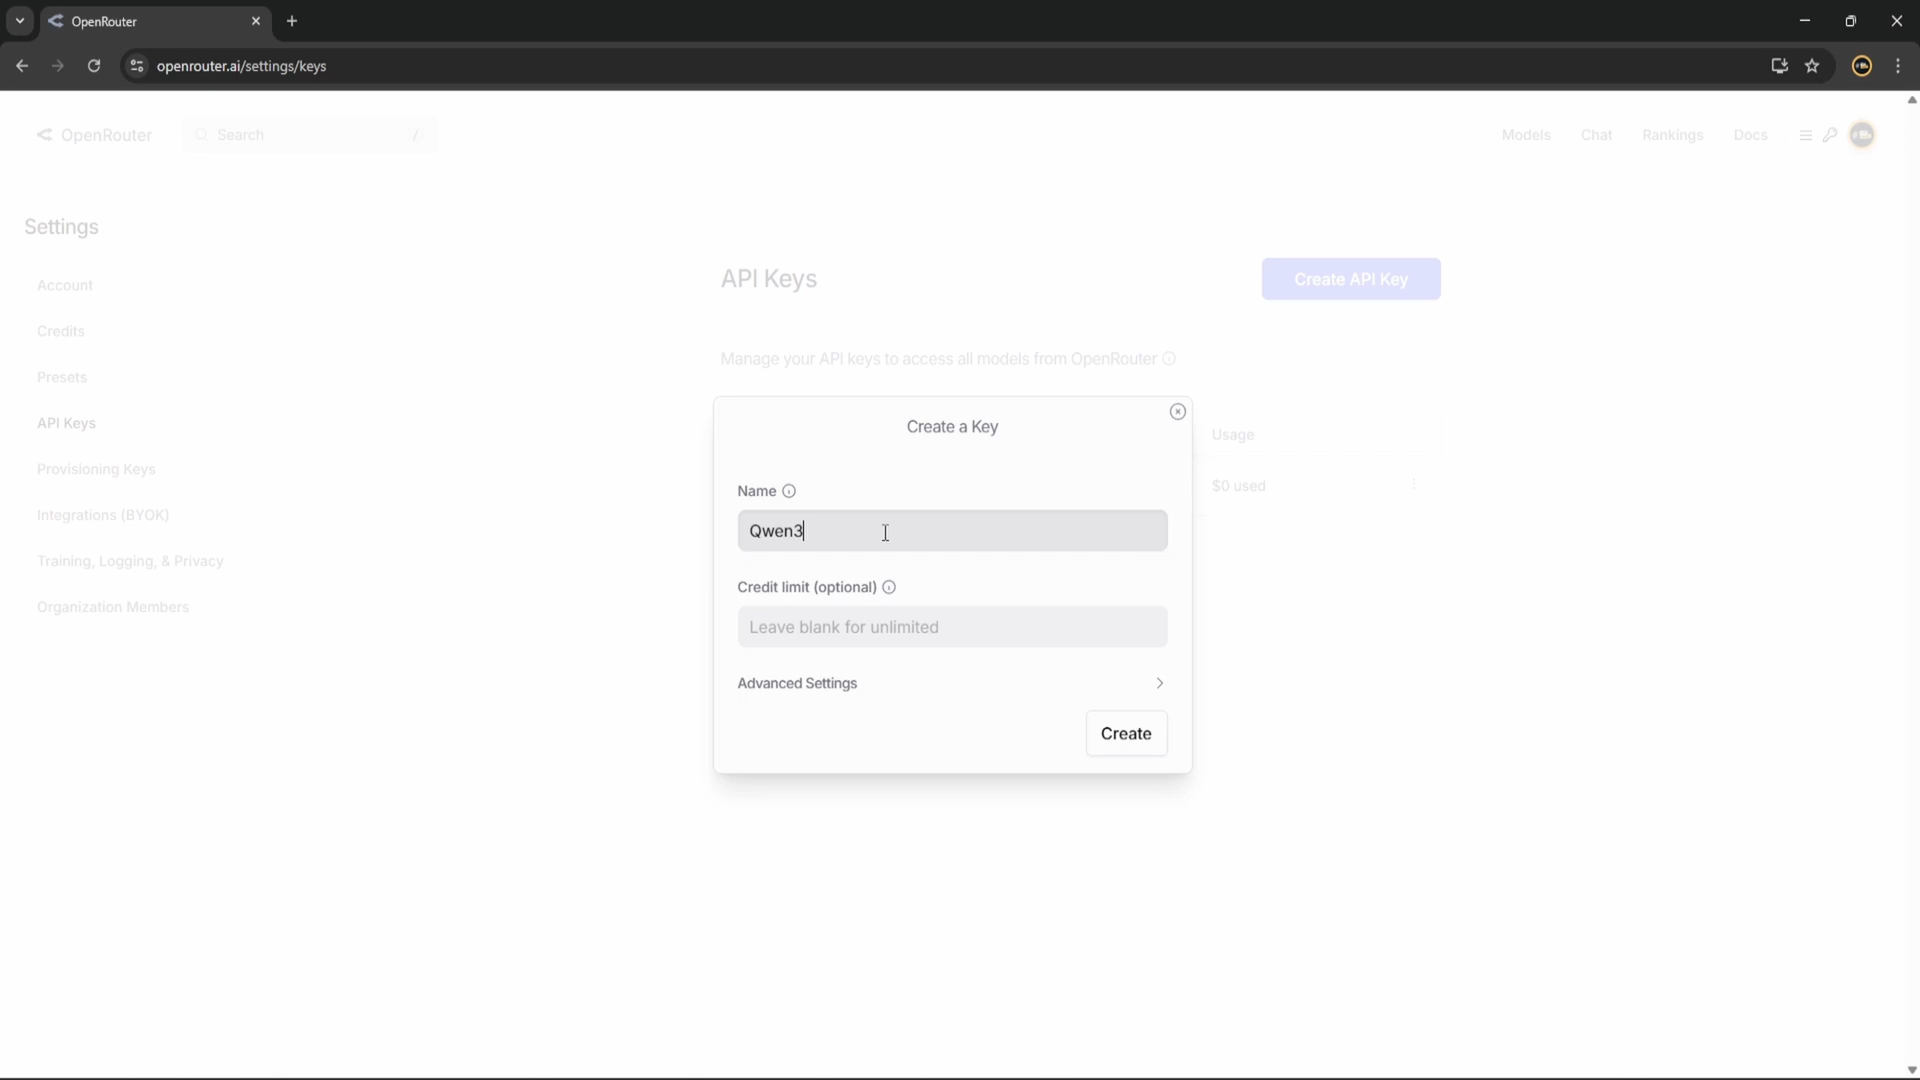 OpenRouter
openrouter.ai/settings/keys
OpenRouter
Search
/
Models
Chat
Rankings
Docs
Settings
Account
Credits
Presets
API Keys
Provisioning Keys
Integrations (BYOK)
Training, Logging, & Privacy
Organization Members
API Keys
Create API Key
Manage your API keys to access all models from OpenRouter
Usage
$0 used
Create a Key
Name
Qwen3
Credit limit (optional)
Leave blank for unlimited
Advanced Settings
Create